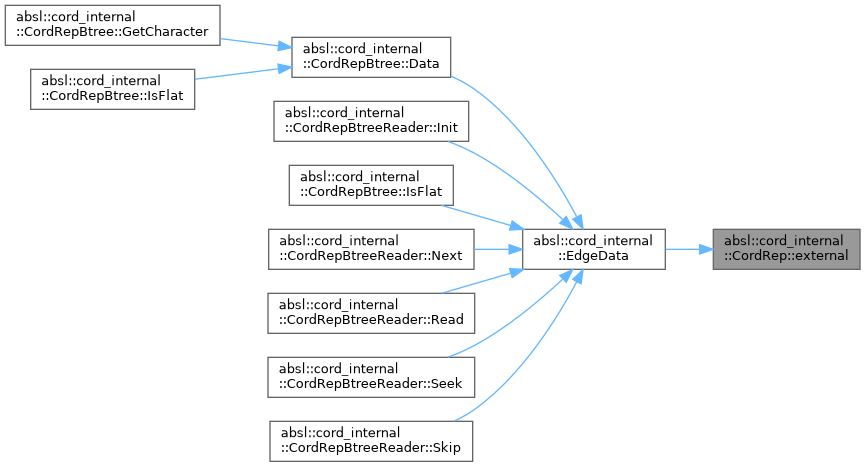 absl::cord_internal
::CordRepBtree::GetCharacter
absl::cord_internal
::CordRepBtree::IsFlat
absl::cord_internal
::CordRepBtree::Data
absl::cord_internal
::CordRepBtreeReader::Init
absl::cord_internal
::CordRepBtree::IsFlat
absl::cord_internal
::CordRepBtreeReader::Next
absl::cord_internal
::CordRepBtreeReader::Read
absl::cord_internal
::CordRepBtreeReader::Seek
absl::cord_internal
::CordRepBtreeReader::Skip
absl::cord_internal
::EdgeData
absl::cord_internal
::CordRep::external